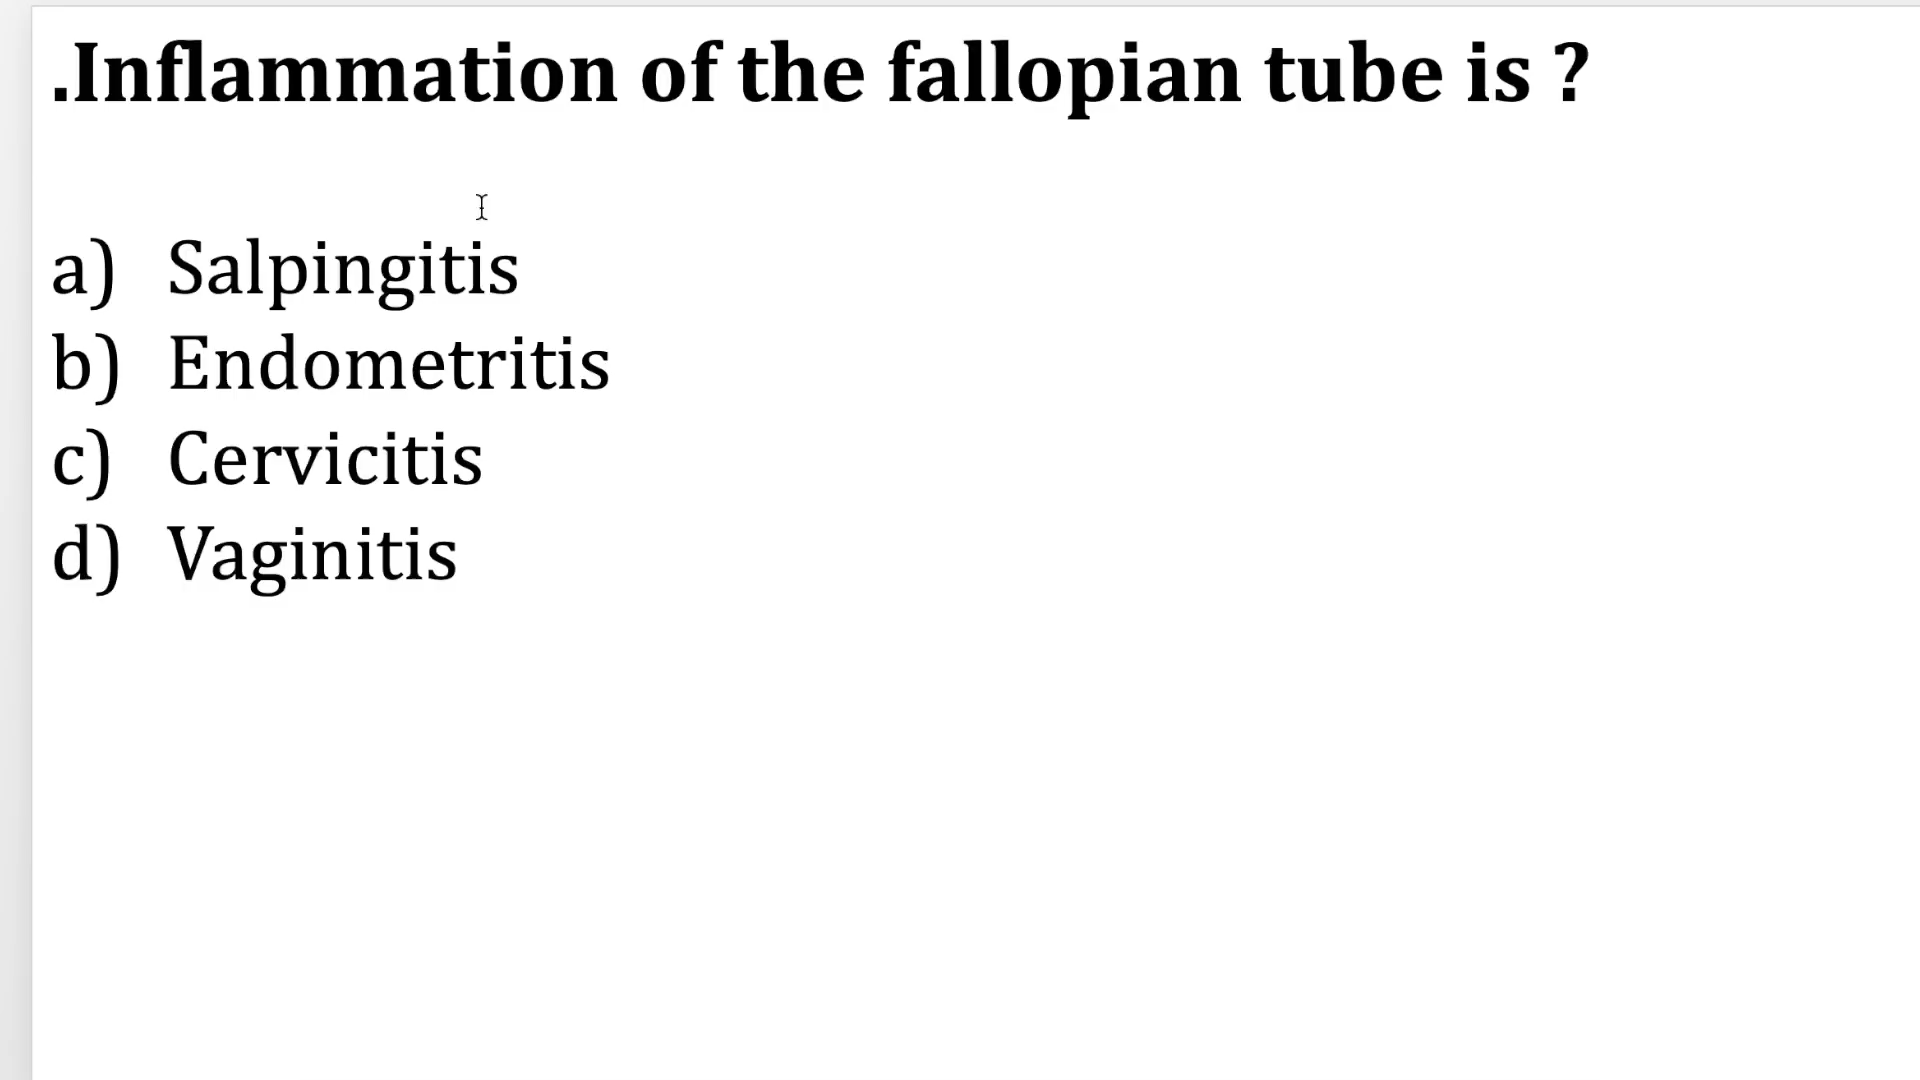 .Inflammation of the fallopian tube is ?
a) Salpingitis
b) Endometritis
c) Cervicitis
d) Vaginitis